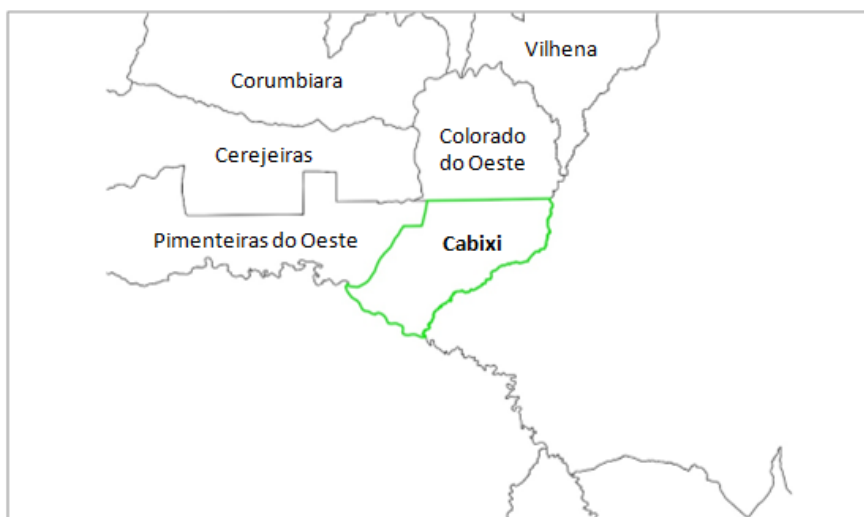 Vilhena
Corumbiara
Colorado
do Oeste
Cerejeiras
Pimenteiras do Oeste
Cabixi